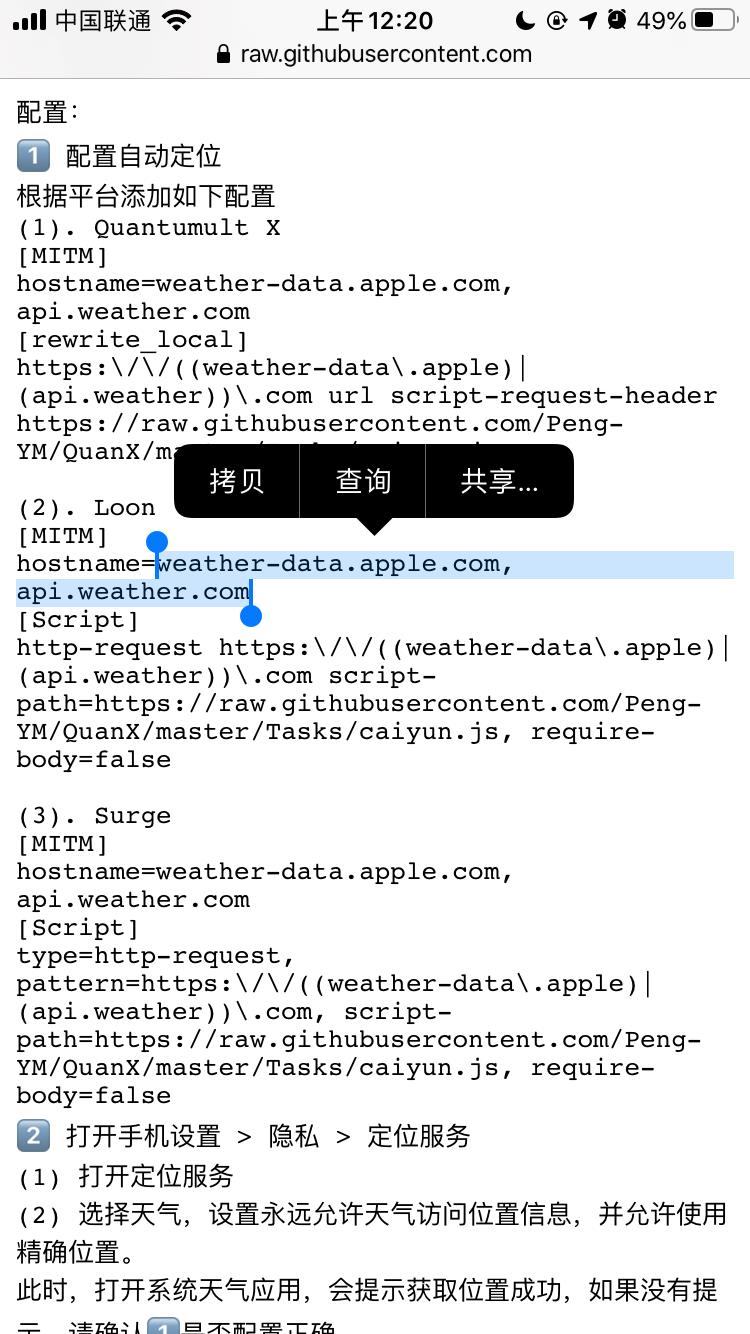 中国联通
上午12:20
49%
raw.githubusercontent.com
配置:
1 配置自动定位
根据平台添加如下配置
(1). Quantumult X
[MITM]
hostname=weather-data.apple.com,
api.weather.com
[rewrite_local]
https:\/\/((weather-data\.apple)|
(api.weather))\.com url script-request-header
https://raw.githubusercontent.com/Peng-
YM/QuanX/
拷贝
查询
共享...
(2). Loon
[MITM]
hostname=weather-data.apple.com,
api.weather.com
[Script]
http-request https:\/\/((weather-data\.apple)|
(api.weather))\.com script-
path=https://raw.githubusercontent.com/Peng-
YM/QuanX/master/Tasks/caiyun.js, require-
body=false
(3). Surge
[MITM]
hostname=weather-data.apple.com,
api.weather.com
[Script]
type=http-request,
pattern=https:\/\/((weather-data\.apple)|
(api.weather))\.com, script-
path=https://raw.githubusercontent.com/Peng-
YM/QuanX/master/Tasks/caiyun.js, require-
body=false
2 打开手机设置 > 隐私 > 定位服务
(1) 打开定位服务
(2) 选择天气，设置永远允许天气访问位置信息，并允许使用
精确位置。
此时，打开系统天气应用，会提示获取位置成功，如果没有提
示，请确认1是否配置正确